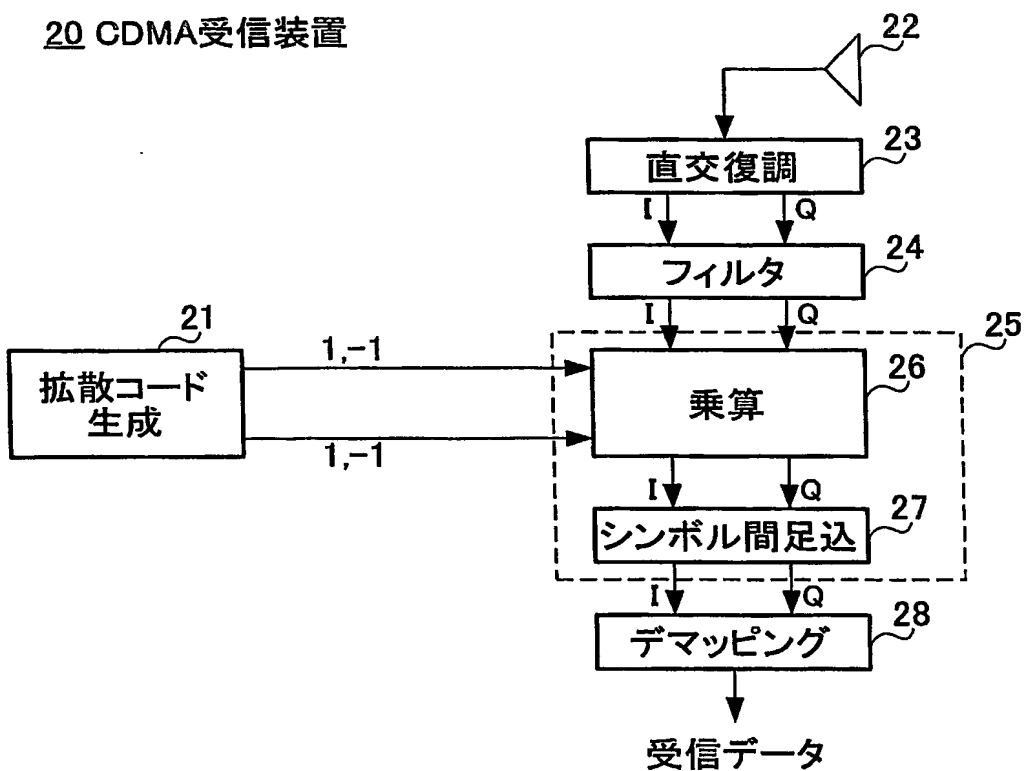 20 CDMA受信装置
22
23
直交復調
I Q
24
フィルタ
I Q
25
21
拡散コード
生成
1,-1
1,-1
26
乗算
I Q
27
シンボル間足込
I Q
28
デマッピング
受信データ